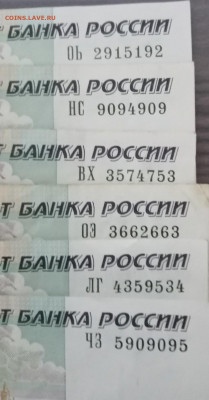 COINS.LAVE.RU
БАНКА РОССИИ
ОЬ 2915192
БАНКА РОССИИ
НС 9094909
БАНКА РОССИИ
ВХ 3574753
Т БАНКА РОССИИ
ОЭ 3662663
Т БАНКА РОССИИ
ЛГ 4359534
Т БАНКА РОССИИ
ЧЗ 5909095